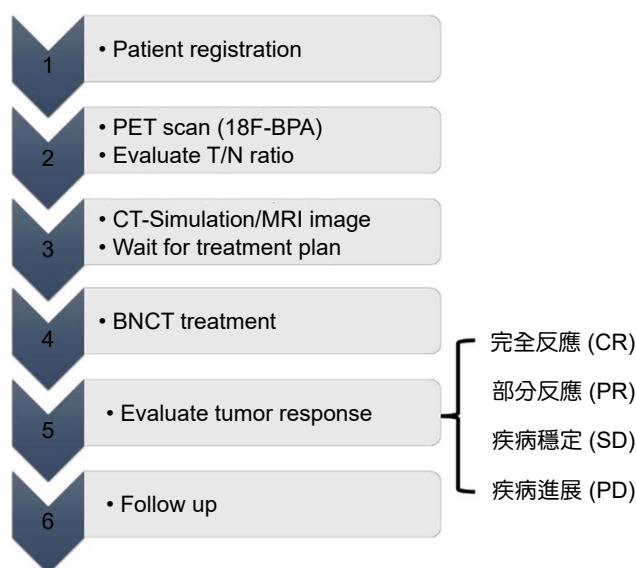 1
• Patient registration
2
• PET scan (18F-BPA)
• Evaluate T/N ratio
3
• CT-Simulation/MRI image
• Wait for treatment plan
4
• BNCT treatment
5
• Evaluate tumor response
完全反應 (CR)
部分反應 (PR)
疾病穩定 (SD)
疾病進展 (PD)
6
• Follow up